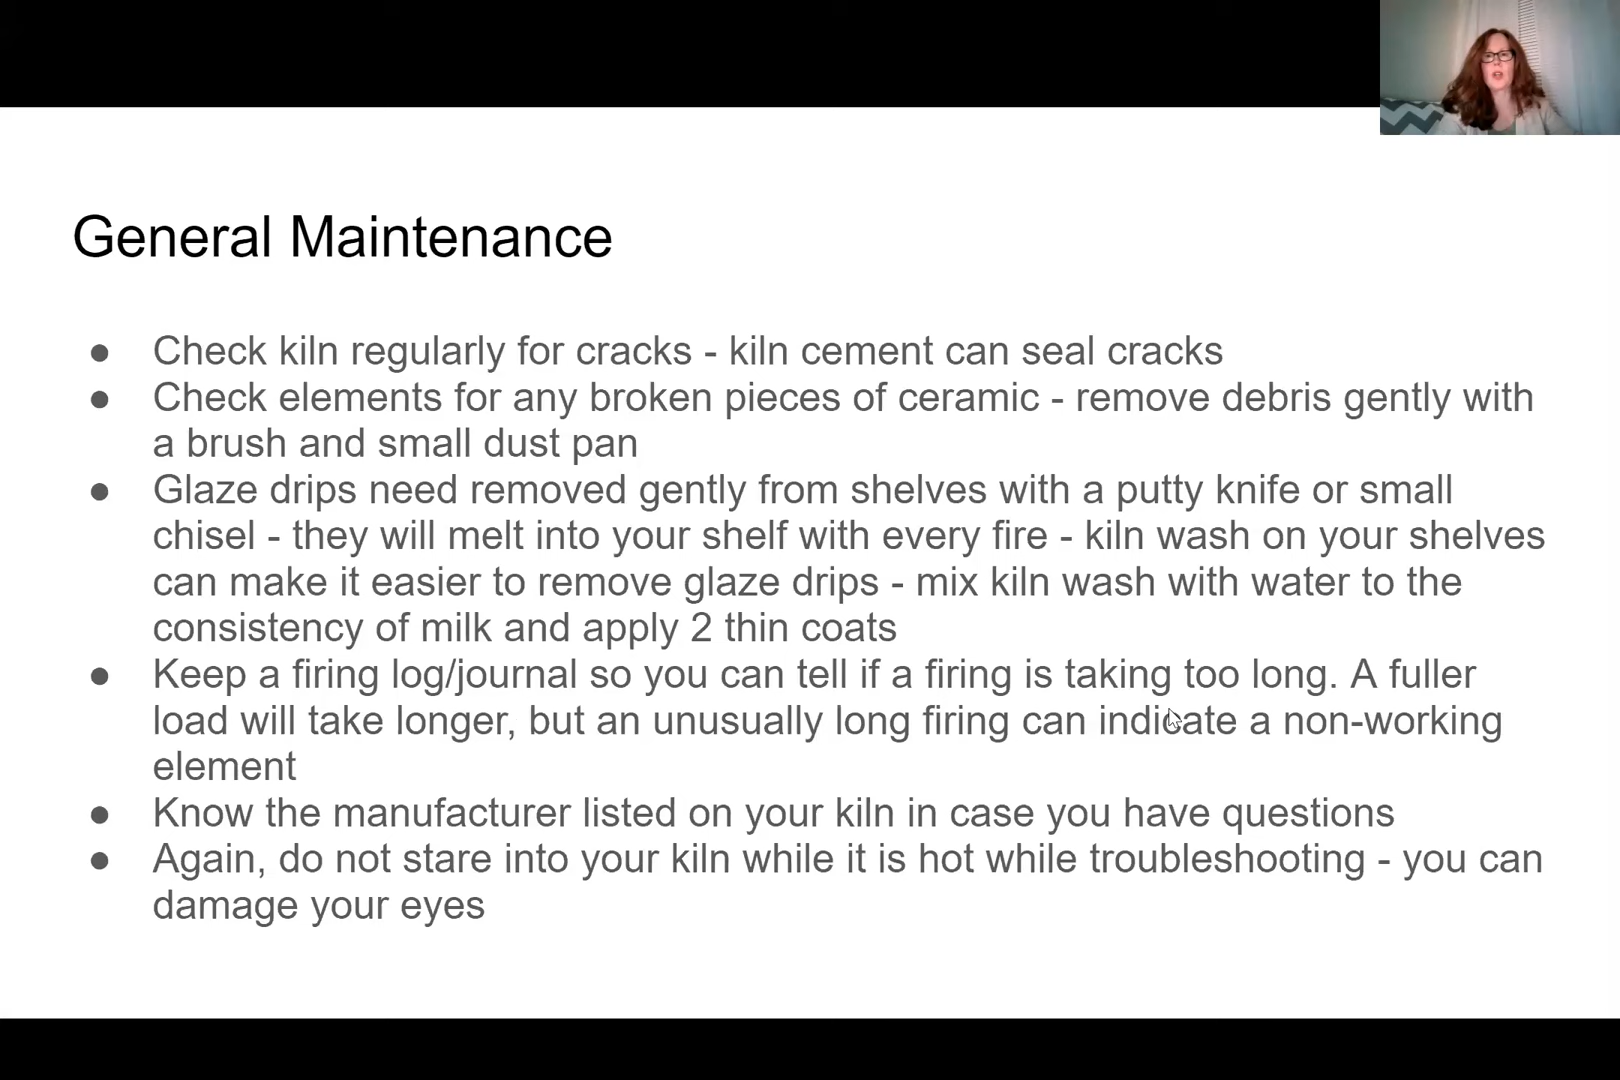 General Maintenance
● Check kiln regularly for cracks - kiln cement can seal cracks
● Check elements for any broken pieces of ceramic - remove debris gently with
a brush and small dust pan
● Glaze drips need removed gently from shelves with a putty knife or small
chisel - they will melt into your shelf with every fire - kiln wash on your shelves
can make it easier to remove glaze drips - mix kiln wash with water to the
consistency of milk and apply 2 thin coats
● Keep a firing log/journal so you can tell if a firing is taking too long. A fuller
load will take longer, but an unusually long firing can indicate a non-working
element
● Know the manufacturer listed on your kiln in case you have questions
● Again, do not stare into your kiln while it is hot while troubleshooting - you can
damage your eyes